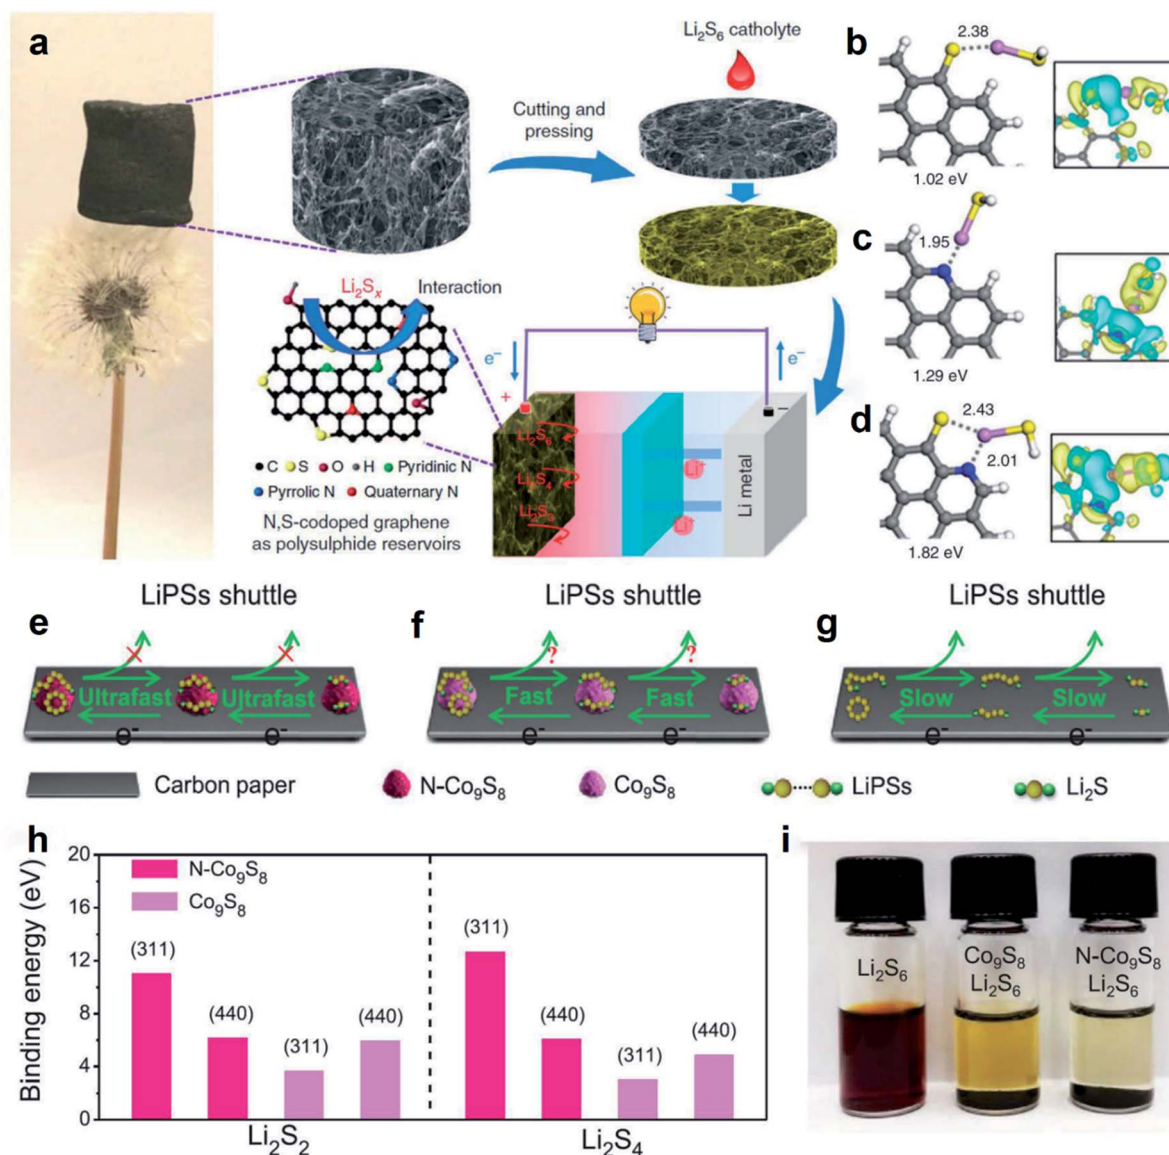 a
Li₂S₆ catholyte
Cutting and
pressing
Li₂Sₓ
Interaction
e⁻
e⁻
+
−
Li₂S₆
Li₂S₄
Li⁺
Li⁺
Li metal
C S O H Pyridinic N
Pyrrolic N Quaternary N
N,S-codoped graphene
as polysulphide reservoirs
b
2.38
1.02 eV
c
1.95
1.29 eV
d
2.43
2.01
1.82 eV
LiPSs shuttle
e
Ultrafast
Ultrafast
e⁻
e⁻
LiPSs shuttle
f
?
?
Fast
Fast
e⁻
e⁻
LiPSs shuttle
g
Slow
Slow
e⁻
e⁻
Carbon paper
N-Co₉S₈
Co₉S₈
LiPSs
Li₂S
h
Binding energy (eV)
20
16
12
8
4
0
N-Co₉S₈
Co₉S₈
(311)
(440)
(311)
(440)
(311)
(440)
(311)
(440)
Li₂S₂
Li₂S₄
i
Li₂S₆
Co₉S₈
Li₂S₆
N-Co₉S₈
Li₂S₆